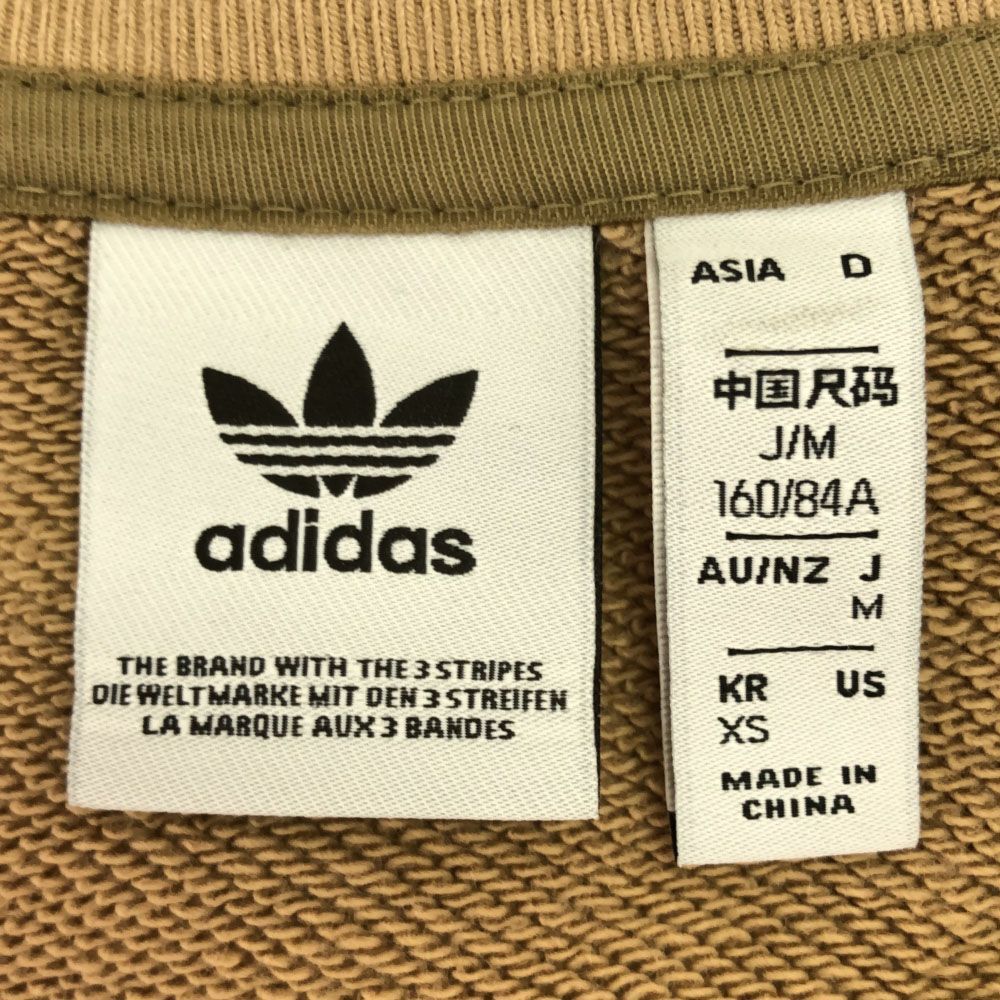 adidas
THE BRAND WITH THE 3 STRIPES
DIE WELTMARKE MIT DEN 3 STREIFEN
LA MARQUE AUX 3 BANDES
ASIA D
中国尺码
J/M
160/84A
AU/NZ J
M
KR US
XS
MADE IN
CHINA